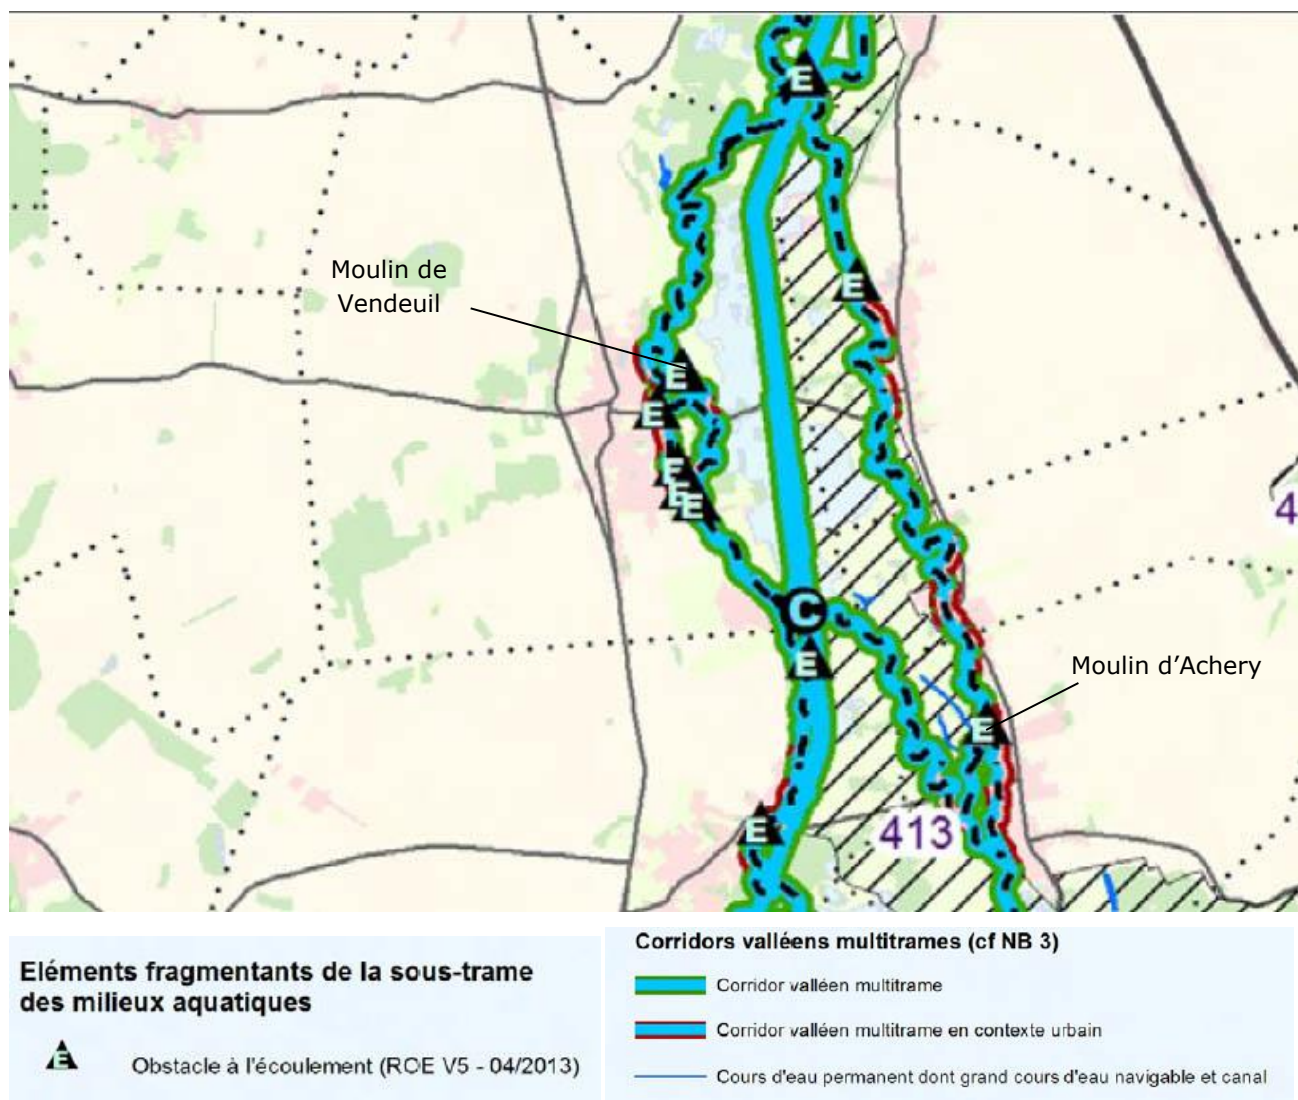 E
Moulin de
Vendeuil
E
E
E
E
E
E
4
C
E
Moulin d’Achery
E
E
413
Eléments fragmentants de la sous-trame
des milieux aquatiques
E
Obstacle à l'écoulement (ROE V5 - 04/2013)
Corridors valléens multitrames (cf NB 3)
Corridor valléen multitrame
Corridor valléen multitrame en contexte urbain
Cours d'eau permanent dont grand cours d'eau navigable et canal